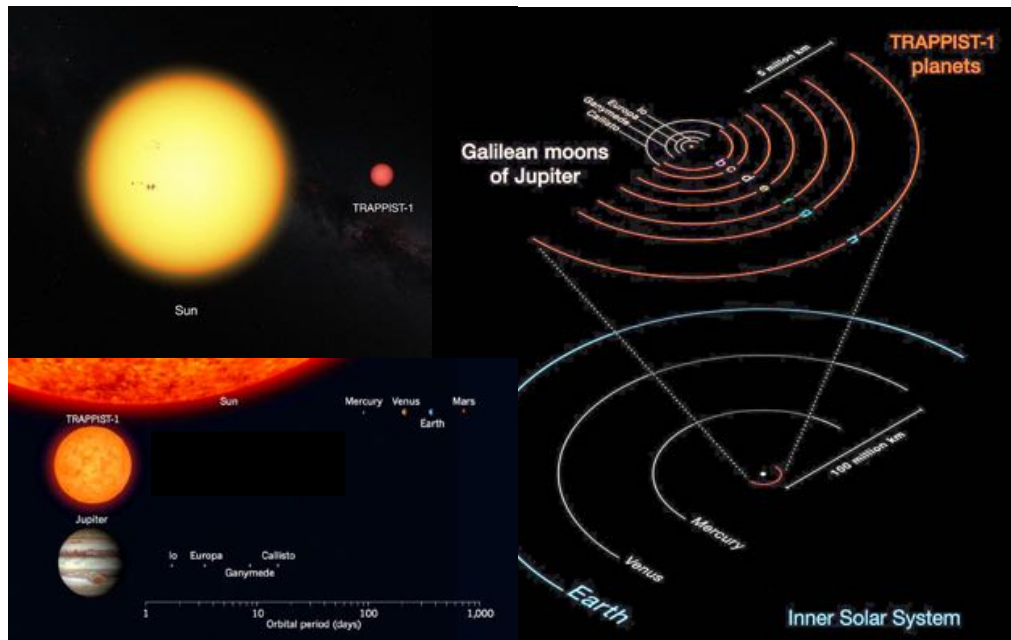 TRAPPIST-1
Sun
TRAPPIST-1
planets
5 million km
Io
Europa
Ganymede
Callisto
Galilean moons
of Jupiter
b c d e f g h
Sun
Mercury Venus Mars
Earth
TRAPPIST-1
Jupiter
Io Europa Callisto
Ganymede
1 10 100 1,000
Orbital period (days)
100 million km
Mercury
Venus
Earth
Inner Solar System